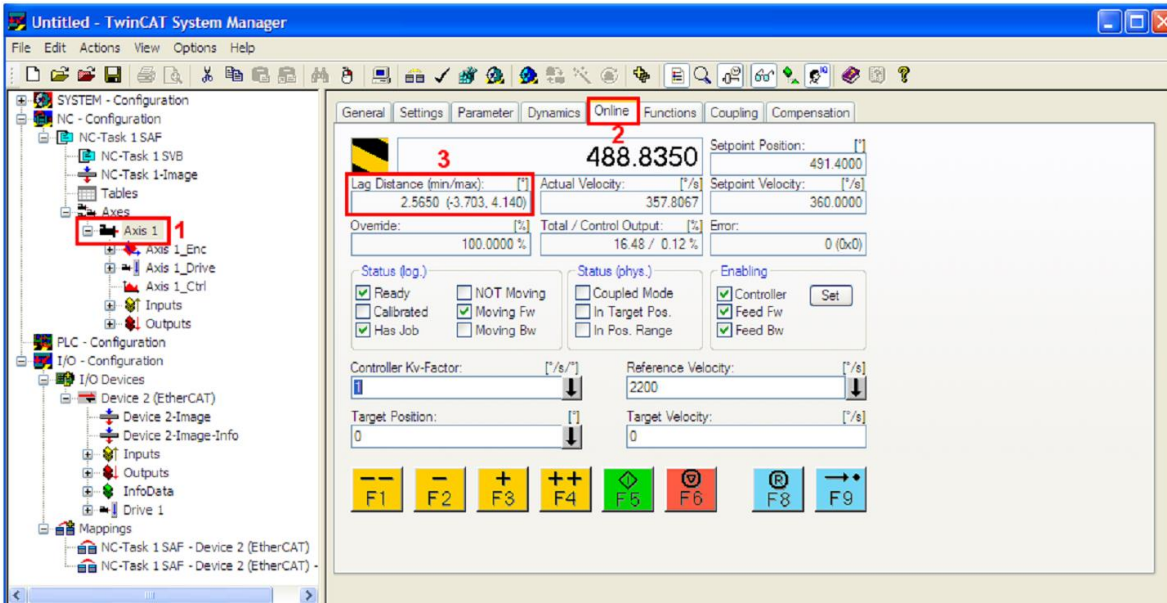 Untitled - TwinCAT System Manager
File Edit Actions View Options Help
SYSTEM - Configuration
NC - Configuration
NC-Task 1 SAF
NC-Task 1 SVB
NC-Task 1-Image
Tables
Axes
Axis 1 1
Axis 1_Enc
Axis 1_Drive
Axis 1_Ctrl
Inputs
Outputs
PLC - Configuration
I/O - Configuration
I/O Devices
Device 2 (EtherCAT)
Device 2-Image
Device 2-Image-Info
Inputs
Outputs
InfoData
Drive 1
Mappings
NC-Task 1 SAF - Device 2 (EtherCAT)
NC-Task 1 SAF - Device 2 (EtherCAT) -
General Settings Parameter Dynamics Online Functions Coupling Compensation
2
3 488.8350 Setpoint Position: [°]
491.4000
Lag Distance (min/max): [°] Actual Velocity: [°/s] Setpoint Velocity: [°/s]
2.5650 (-3.703, 4.140) 357.8067 360.0000
Override: [%] Total / Control Output: [%] Error:
100.0000 % 16.48 / 0.12 % 0 (0x0)
Status (log.) Status (phys.) Enabling
Ready NOT Moving Coupled Mode Controller Set
Calibrated Moving Fw In Target Pos. Feed Fw
Has Job Moving Bw In Pos. Range Feed Bw
Controller Kv-Factor: [°/s/°] Reference Velocity: [°/s]
1 2200
Target Position: [°] Target Velocity: [°/s]
0 0
-- - + ++ R
F1 F2 F3 F4 F5 F6 F8 F9